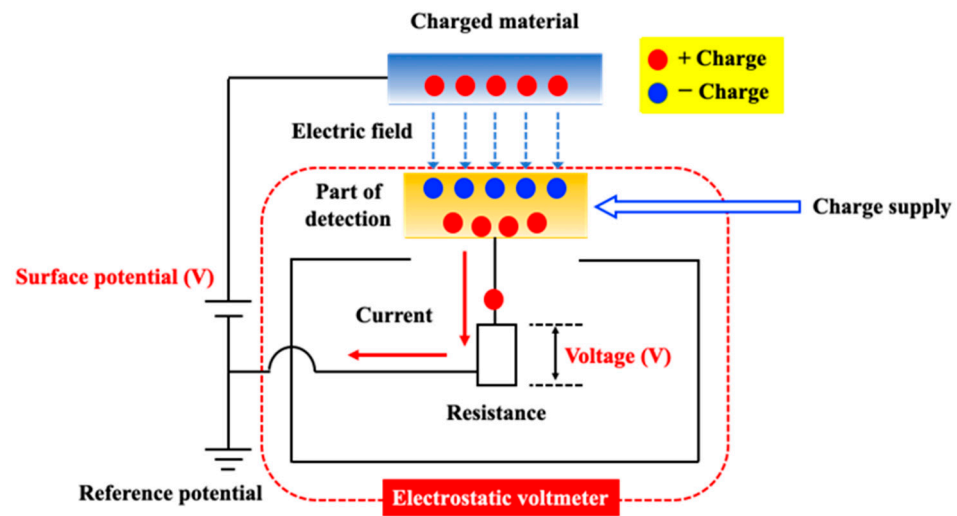 Charged material
+ Charge
− Charge
Electric field
Part of
detection
Charge supply
Surface potential (V)
Current
Voltage (V)
Resistance
Reference potential
Electrostatic voltmeter